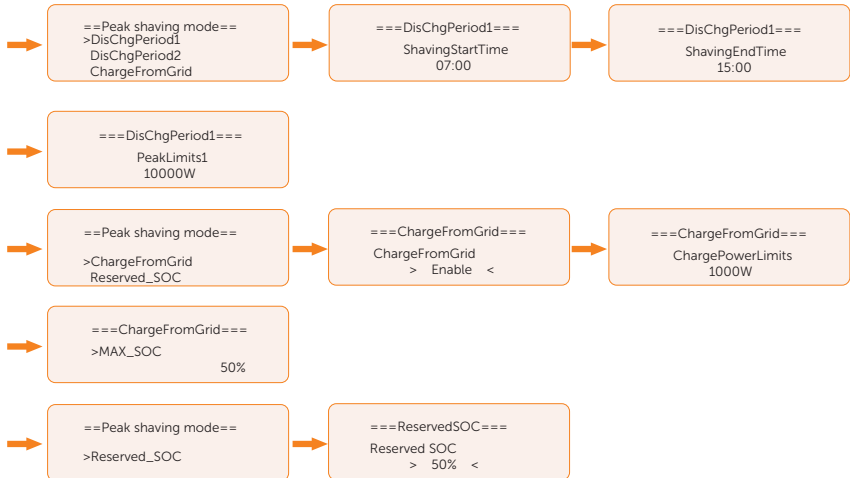 ==Peak shaving mode==
>DisChgPeriod1
DisChgPeriod2
ChargeFromGrid
===DisChgPeriod1===
ShavingStartTime
07:00
===DisChgPeriod1===
ShavingEndTime
15:00
===DisChgPeriod1===
PeakLimits1
10000W
==Peak shaving mode==
>ChargeFromGrid
Reserved_SOC
===ChargeFromGrid===
ChargeFromGrid
> Enable <
===ChargeFromGrid===
ChargePowerLimits
1000W
===ChargeFromGrid===
>MAX_SOC
50%
==Peak shaving mode==
>Reserved_SOC
===ReservedSOC===
Reserved SOC
> 50% <